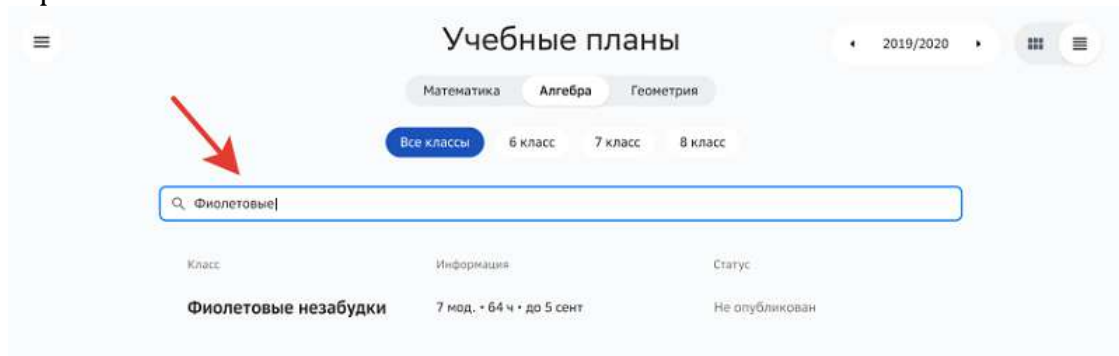 Учебные планы
2019/2020
Математика Алгебра Геометрия
Все классы 6 класс 7 класс 8 класс
Фиолетовые
Класс Информация Статус
Фиолетовые незабудки 7 мод. • 64 ч • до 5 сент Не опубликован